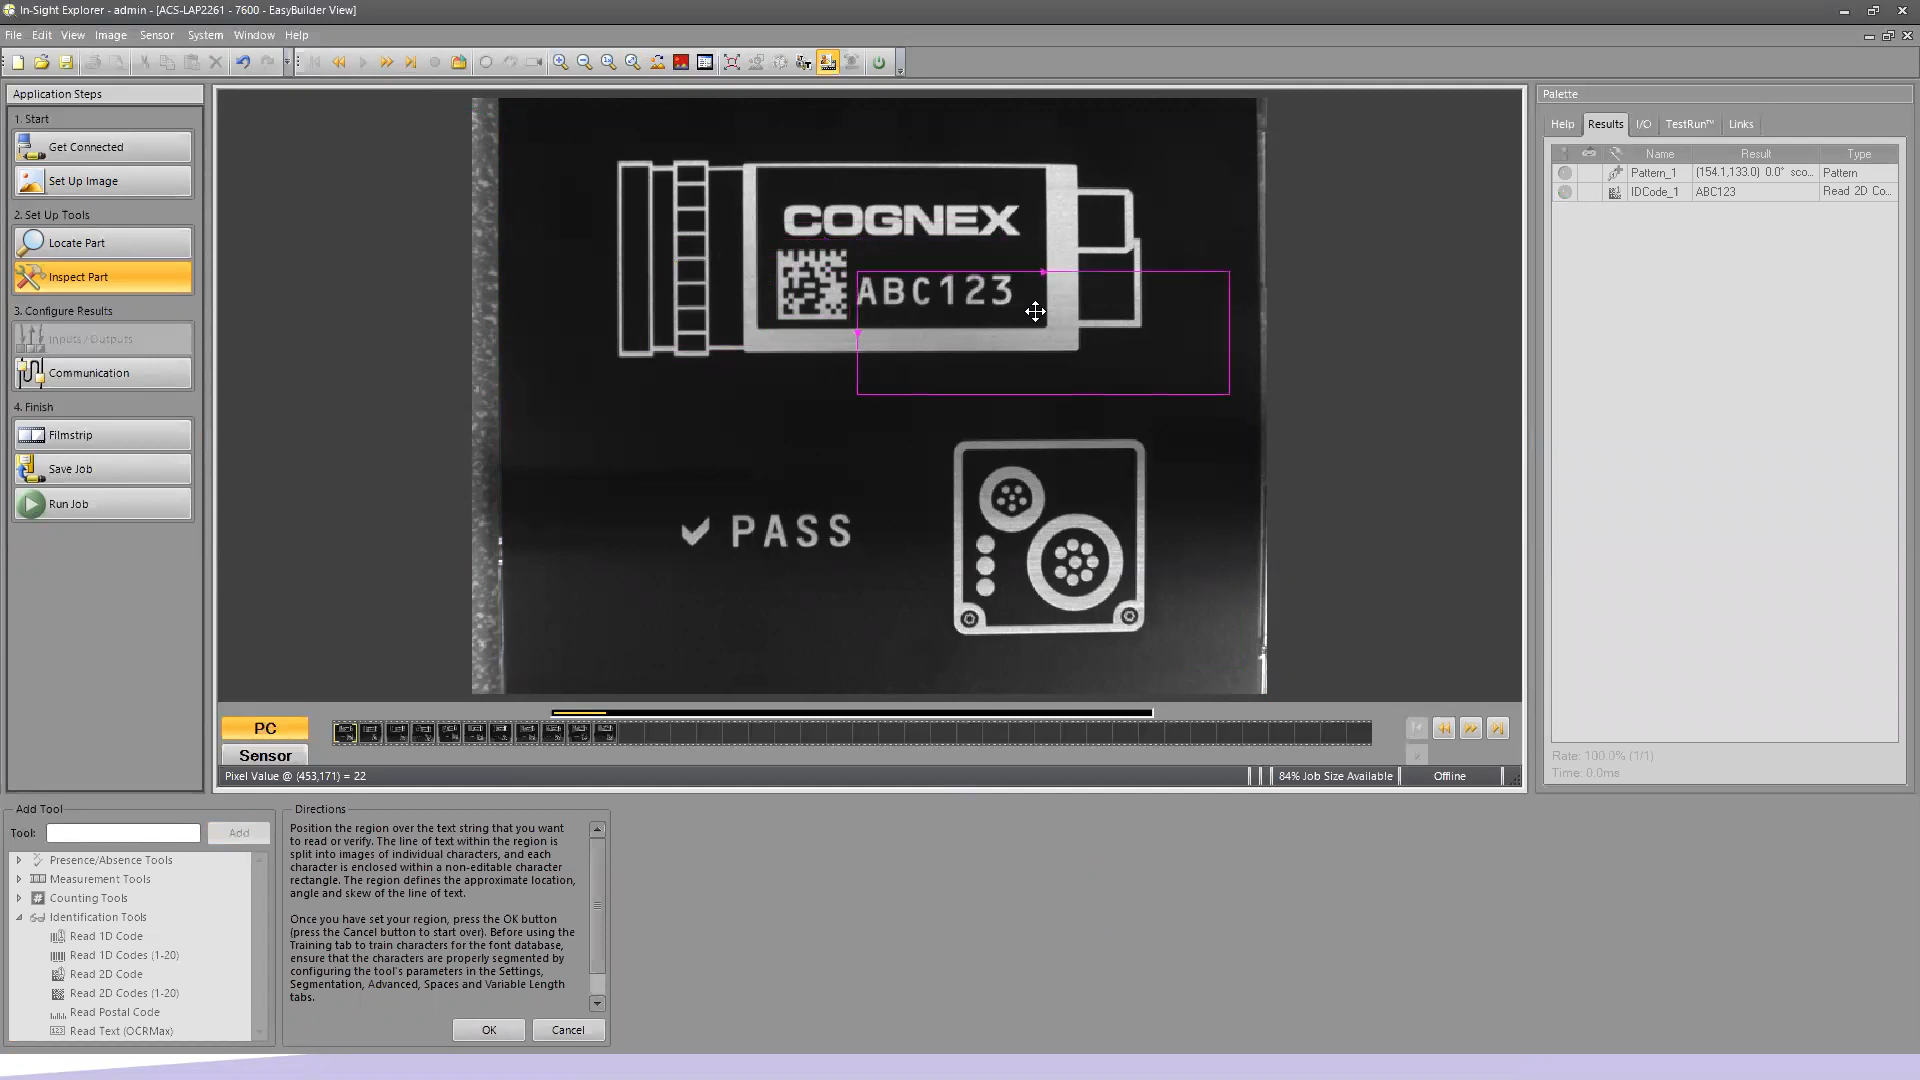 In-Sight Explorer - admin - [ACS-LAP2261 - 7600 - EasyBuilder View]
File Edit View Image Sensor System Window Help
Application Steps
1. Start
Get Connected
Set Up Image
2. Set Up Tools
Locate Part
Inspect Part
3. Configure Results
Inputs / Outputs
Communication
4. Finish
Filmstrip
Save Job
Run Job
COGNEX
ABC123
PASS
PC
Sensor
Pixel Value @ (453,171) = 22
84% Job Size Available
Offline
Palette
Help Results I/O TestRun™ Links
Name Result Type
Pattern_1 (154.1,133.0) 0.0° sco... Pattern
IDCode_1 ABC123 Read 2D Co...
Rate: 100.0% (1/1)
Time: 0.0ms
Add Tool
Tool: Add
Presence/Absence Tools
Measurement Tools
Counting Tools
Identification Tools
Read 1D Code
Read 1D Codes (1-20)
Read 2D Code
Read 2D Codes (1-20)
Read Postal Code
Read Text (OCRMax)
Directions
Position the region over the text string that you want
to read or verify. The line of text within the region is
split into images of individual characters, and each
character is enclosed within a non-editable character
rectangle. The region defines the approximate location,
angle and skew of the line of text.
Once you have set your region, press the OK button
(press the Cancel button to start over). Before using the
Training tab to train characters for the font database,
ensure that the characters are properly segmented by
configuring the tool's parameters in the Settings,
Segmentation, Advanced, Spaces and Variable Length
tabs.
OK Cancel